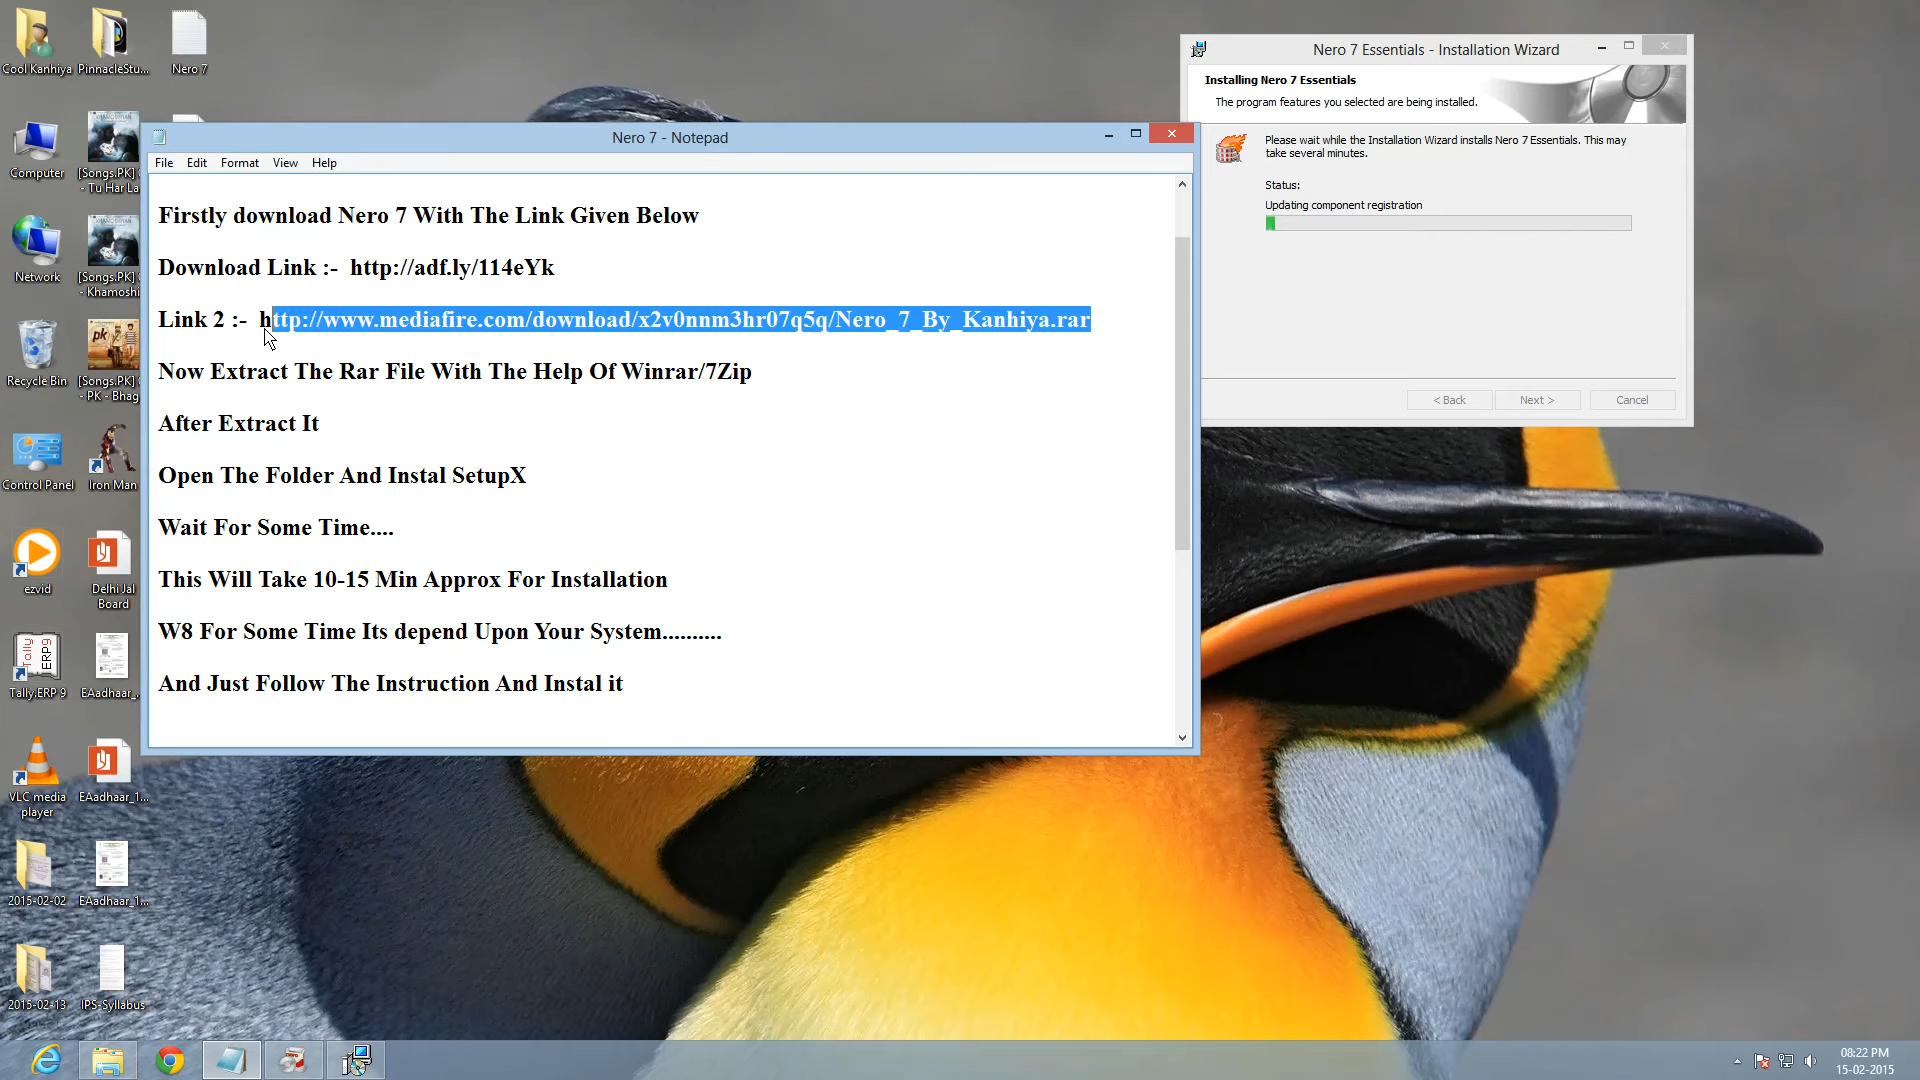 Cool Kanhiya
PinnacleStu...
Nero 7
Computer
[Songs.PK]
- Tu Har La
Network
[Songs.PK]
- Khamoshi
Recycle Bin
[Songs.PK]
- PK - Bhag
Control Panel
Iron Man
ezvid
Delhi Jal
Board
Tally.ERP 9
EAadhaar_
VLC media
player
EAadhaar_1...
2015-02-02
EAadhaar_1...
2015-02-13
IPS-Syllabus
Nero 7 - Notepad
File Edit Format View Help
Firstly download Nero 7 With The Link Given Below
Download Link :- http://adf.ly/114eYk
Link 2 :- http://www.mediafire.com/download/x2v0nnm3hr07q5q/Nero_7_By_Kanhiya.rar
Now Extract The Rar File With The Help Of Winrar/7Zip
After Extract It
Open The Folder And Instal SetupX
Wait For Some Time....
This Will Take 10-15 Min Approx For Installation
W8 For Some Time Its depend Upon Your System..........
And Just Follow The Instruction And Instal it
Nero 7 Essentials - Installation Wizard
Installing Nero 7 Essentials
The program features you selected are being installed.
Please wait while the Installation Wizard installs Nero 7 Essentials. This may
take several minutes.
Status:
Updating component registration
< Back
Next >
Cancel
08:22 PM
15-02-2015